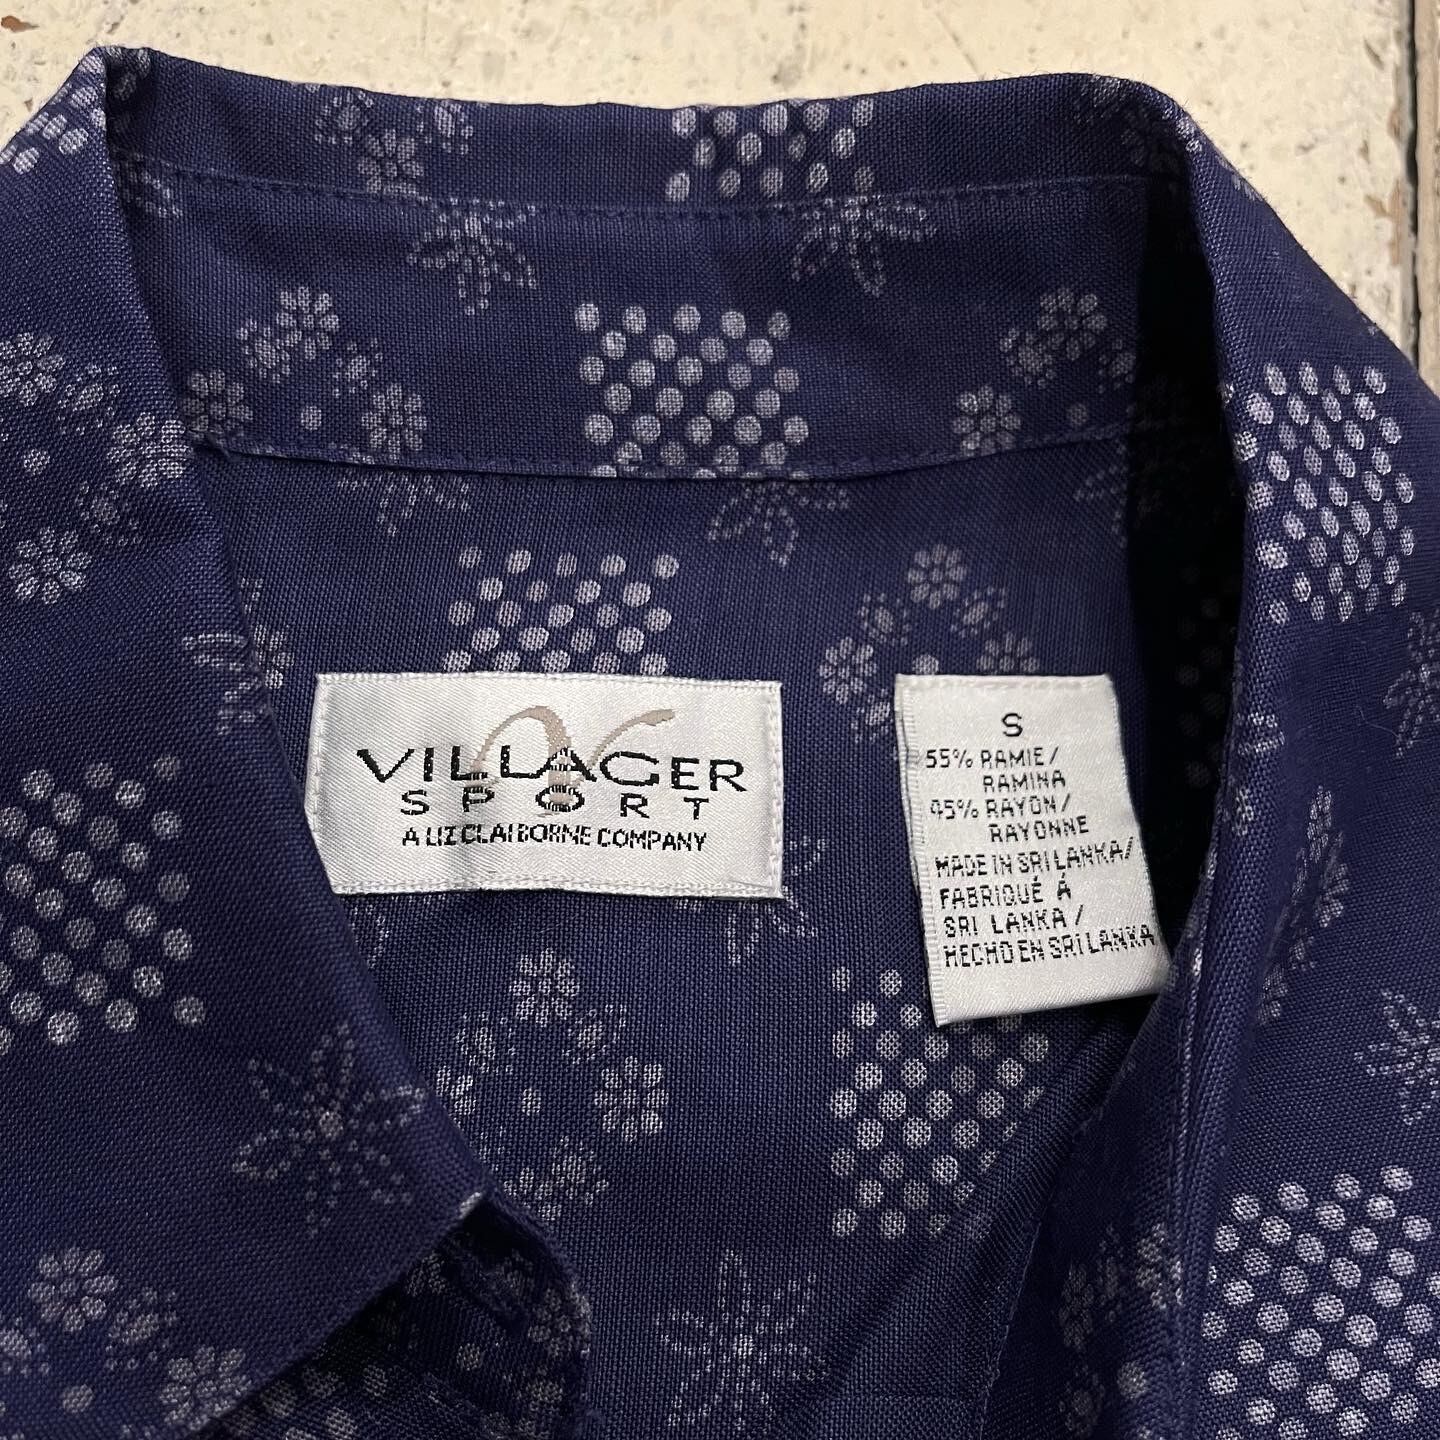 VILLAGER
SPORT
A LIZ CLAIBORNE COMPANY
S
55% RAMIE/
RAMINA
45% RAYON/
RAYONNE
MADE IN SRI LANKA/
FABRIQUÉ À
SRI LANKA/
HECHO EN SRI LANKA